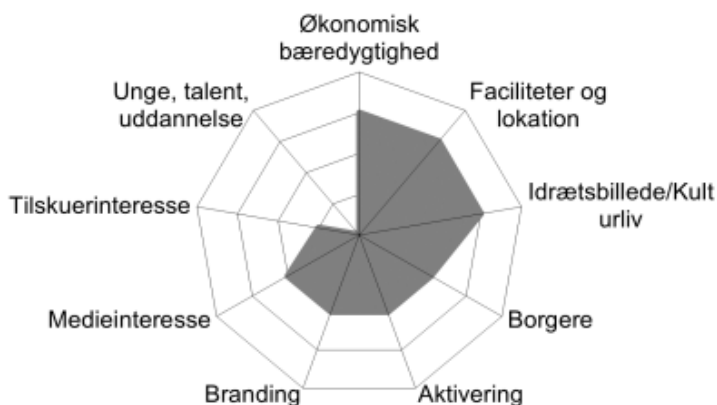 Økonomisk
bæredygtighed
Faciliteter og
lokation
Idrætsbillede/Kult
urliv
Borgere
Aktivering
Branding
Medieinteresse
Tilskuerinteresse
Unge, talent,
uddannelse